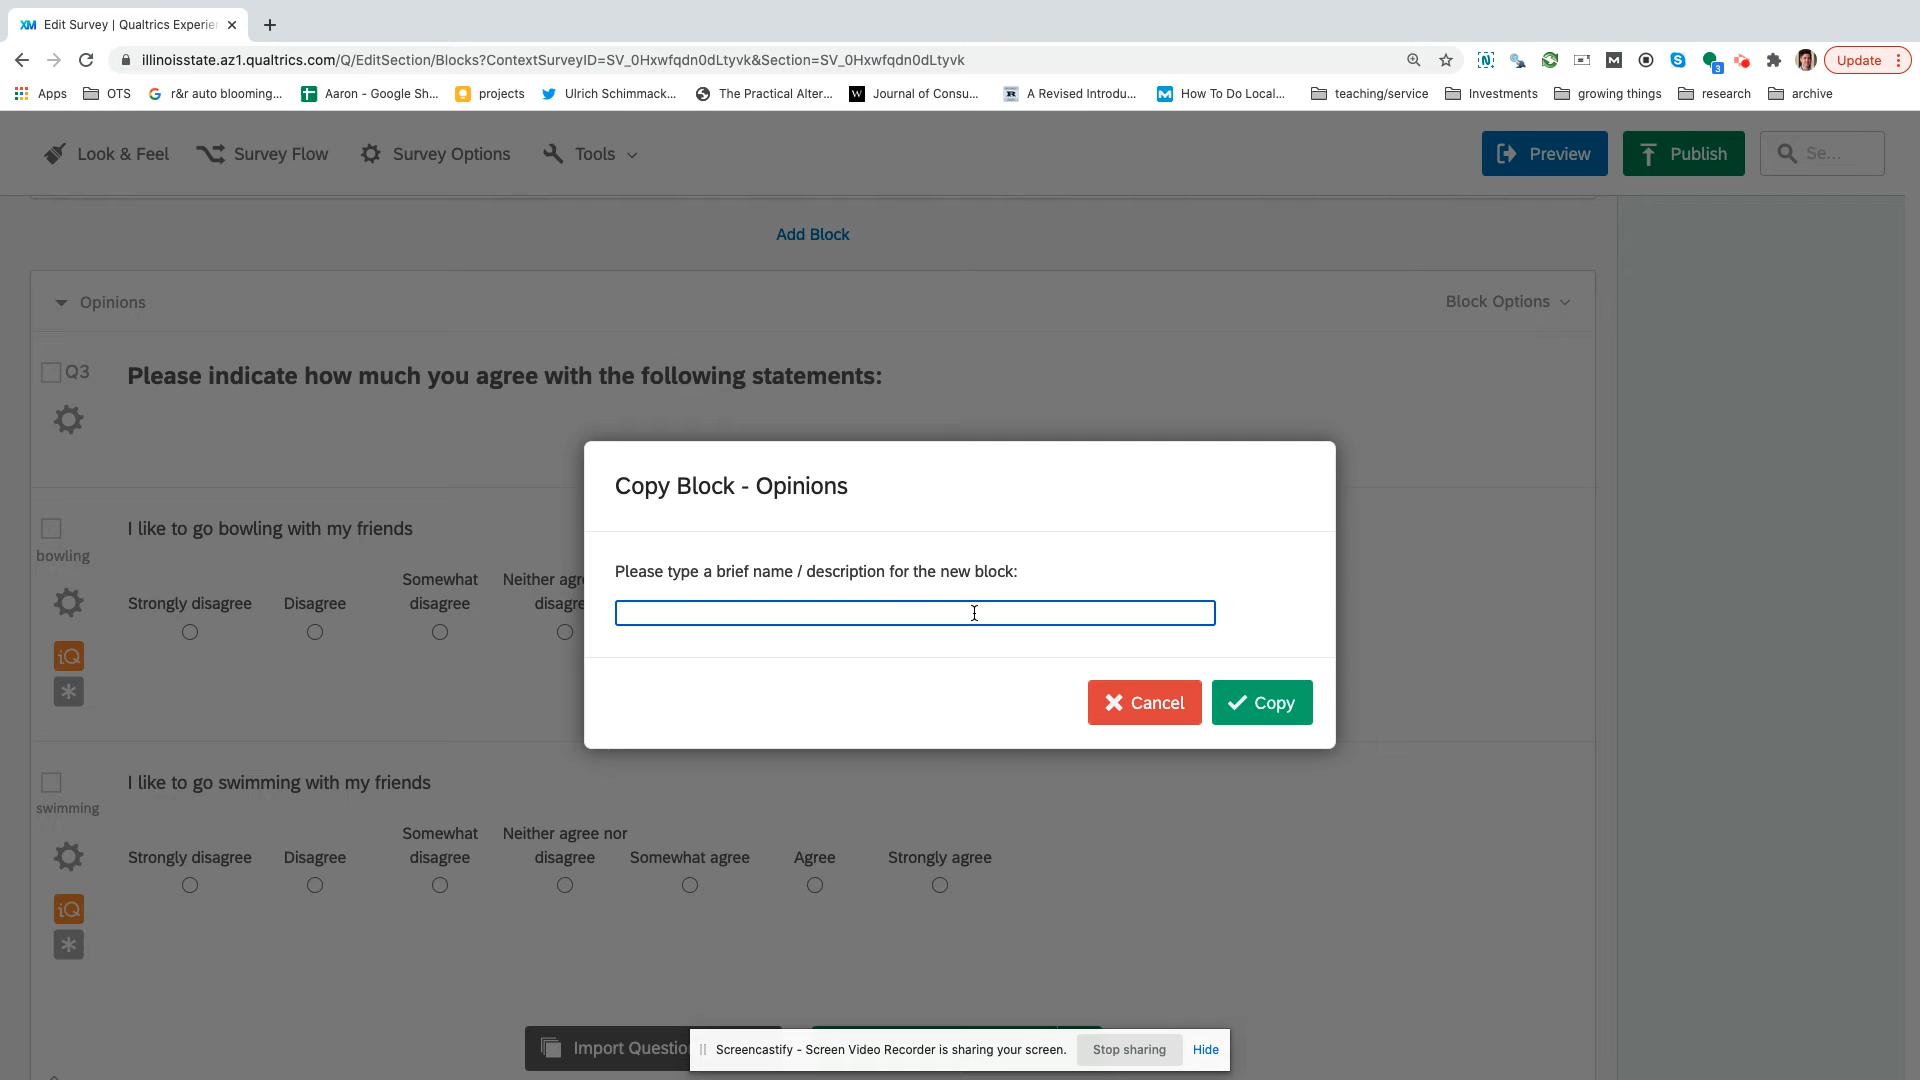 XM Edit Survey | Qualtrics Experie
illinoisstate.az1.qualtrics.com/Q/EditSection/Blocks?ContextSurveyID=SV_0Hxwfqdn0dLtyvk&Section=SV_0Hxwfqdn0dLtyvk
3
Update
Apps OTS r&r auto blooming... Aaron - Google Sh... projects Ulrich Schimmack... The Practical Alter... Journal of Consu... A Revised Introdu... How To Do Local... teaching/service Investments growing things research archive
Look & Feel Survey Flow Survey Options Tools Preview Publish Se...
Add Block
Opinions Block Options
Q3 Please indicate how much you agree with the following statements:
Copy Block - Opinions
Please type a brief name / description for the new block:
Cancel Copy
I like to go bowling with my friends
bowling
Somewhat Neither agre
Strongly disagree Disagree disagree disagre
iQ
I like to go swimming with my friends
swimming
Somewhat Neither agree nor
Strongly disagree Disagree disagree disagree Somewhat agree Agree Strongly agree
iQ
Import Questio
Screencastify - Screen Video Recorder is sharing your screen. Stop sharing Hide